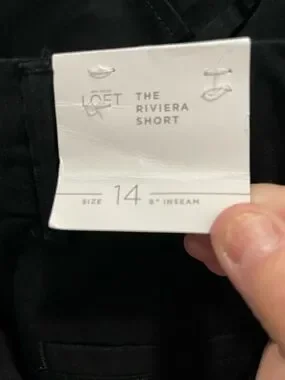 LOFT
THE
RIVIERA
SHORT
SIZE 14 8" INSEAM